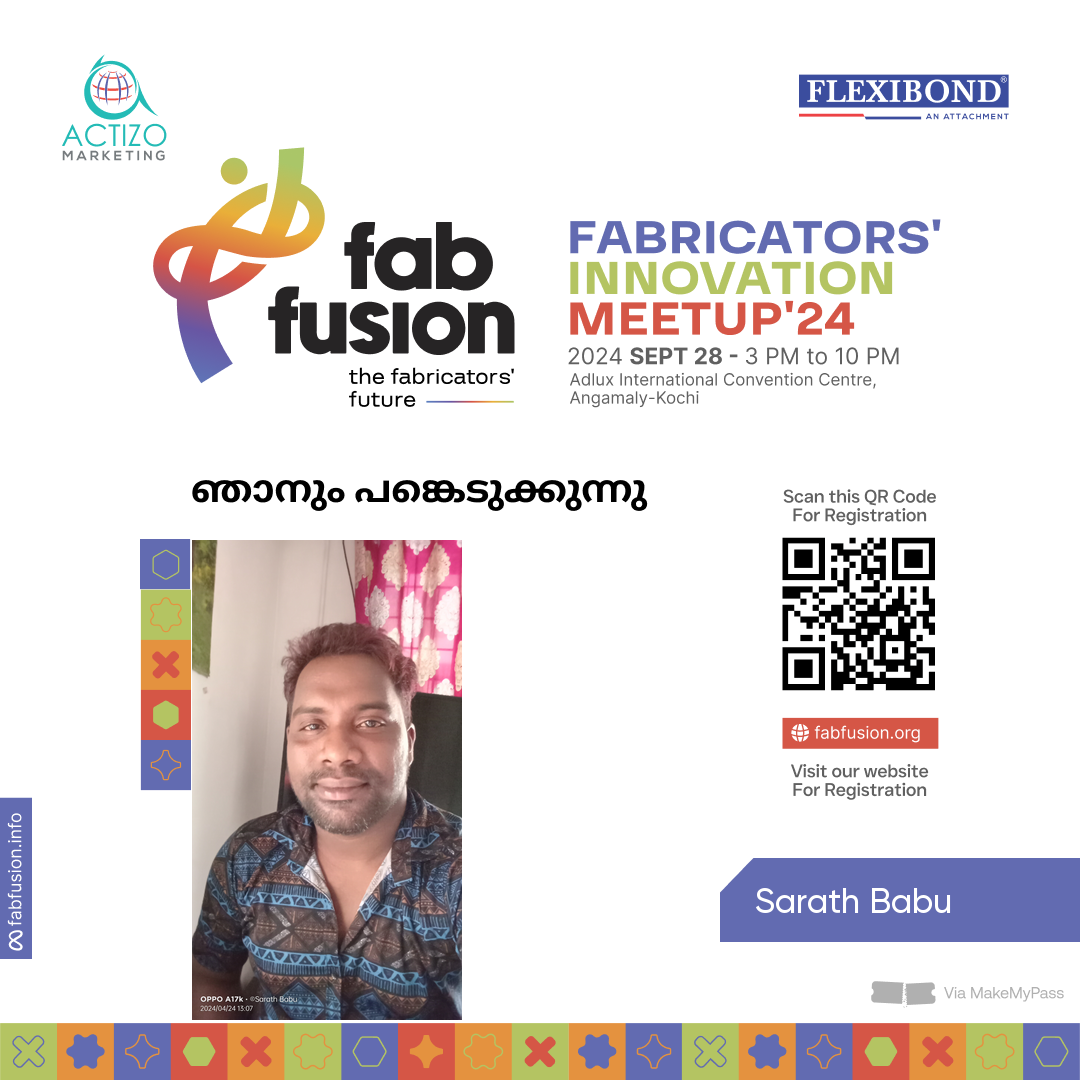 ACTIZO
MARKETING
FLEXIBOND®
AN ATTACHMENT
fab
fusion
the fabricators'
future
FABRICATORS'
INNOVATION
MEETUP'24
2024 SEPT 28 - 3 PM to 10 PM
Adlux International Convention Centre,
Angamaly-Kochi
ഞാനും പങ്കെടുക്കുന്നു
Scan this QR Code
For Registration
fabfusion.org
Visit our website
For Registration
fabfusion.info
Sarath Babu
OPPO A17k · ©Sarath Babu
2024/04/24 13:07
Via MakeMyPass